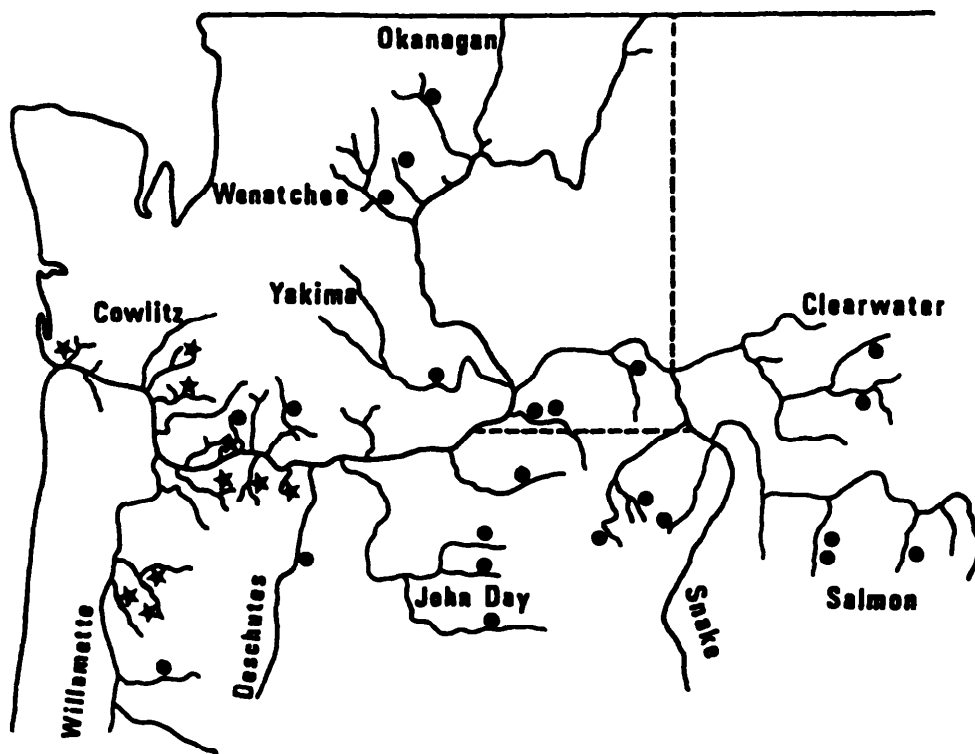 Okanagan
Wenatchee
Cowlitz
Yakima
Clearwater
Willamette
Deschutes
John Day
Snake
Salmon